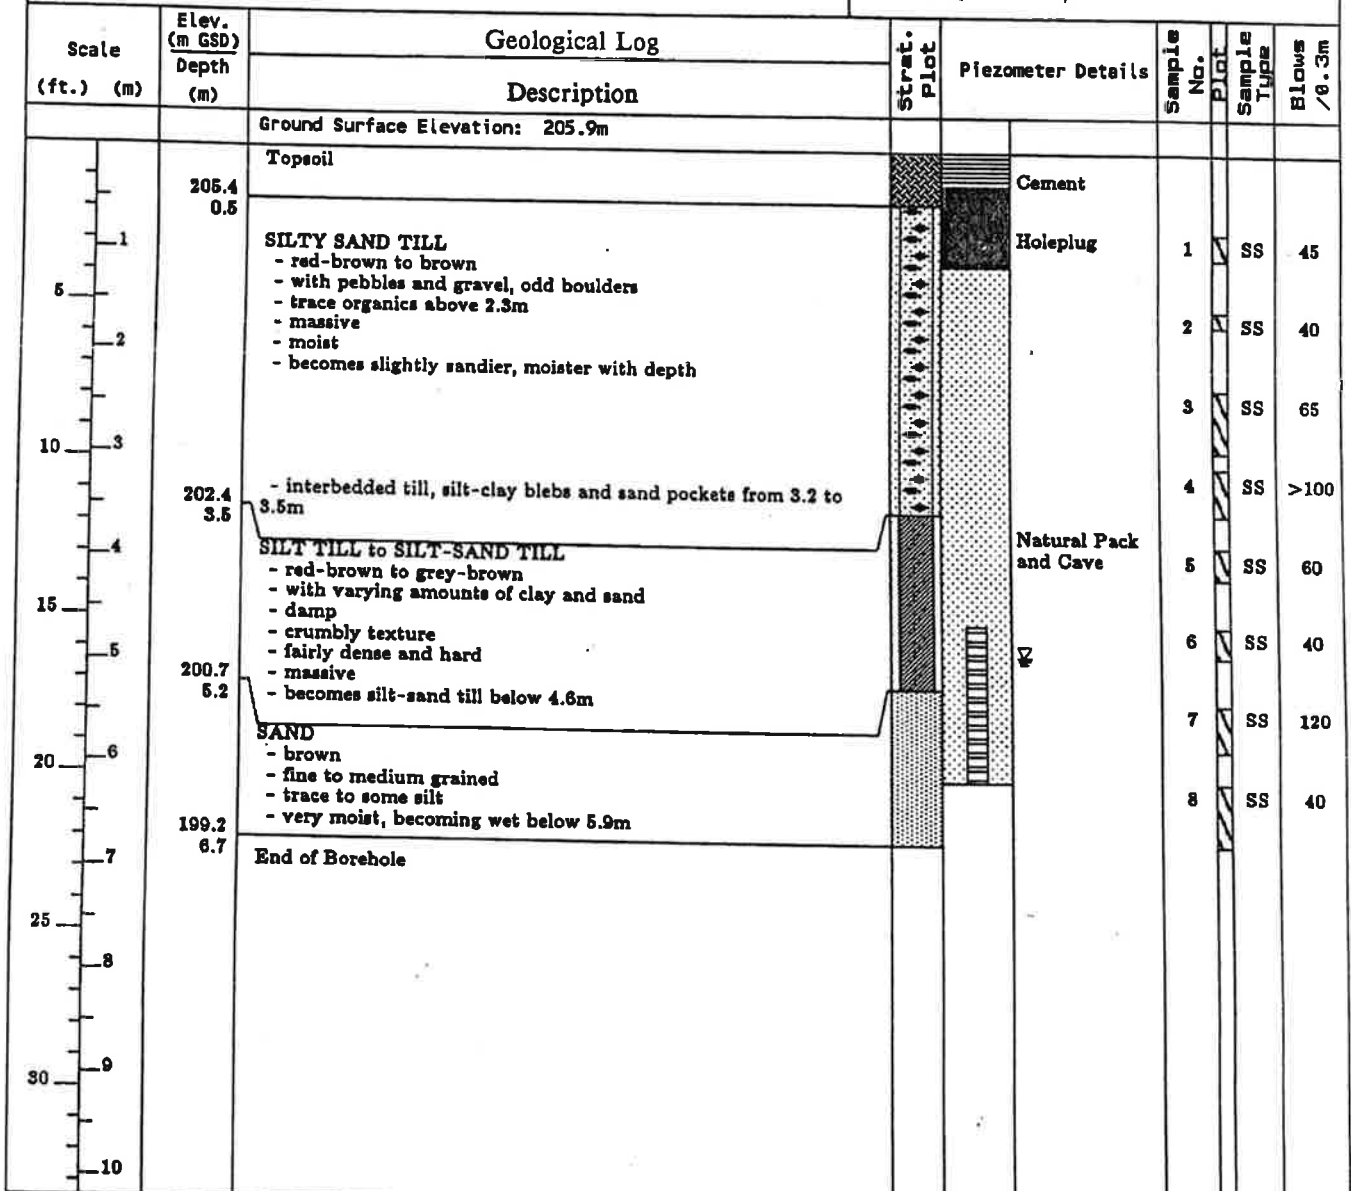 Scale
(ft.) (m)
Elev.
(m GSD)
Depth
(m)
Geological Log
Description
Strat.
Plot
Piezometer Details
Sample
No.
Plot
Sample
Type
Blows
/0.3m
Ground Surface Elevation: 205.9m
Topsoil
205.4
0.5
SILTY SAND TILL
- red-brown to brown
- with pebbles and gravel, odd boulders
- trace organics above 2.3m
- massive
- moist
- becomes slightly sandier, moister with depth
- interbedded till, silt-clay blebs and sand pockets from 3.2 to
3.5m
202.4
3.5
SILT TILL to SILT-SAND TILL
- red-brown to grey-brown
- with varying amounts of clay and sand
- damp
- crumbly texture
- fairly dense and hard
- massive
- becomes silt-sand till below 4.6m
200.7
5.2
SAND
- brown
- fine to medium grained
- trace to some silt
- very moist, becoming wet below 5.9m
199.2
6.7
End of Borehole
Cement
Holeplug
Natural Pack
and Cave
1 SS 45
2 SS 40
3 SS 65
4 SS >100
5 SS 60
6 SS 40
7 SS 120
8 SS 40
1
5
2
10
3
4
15
5
20
6
7
25
8
30
9
10